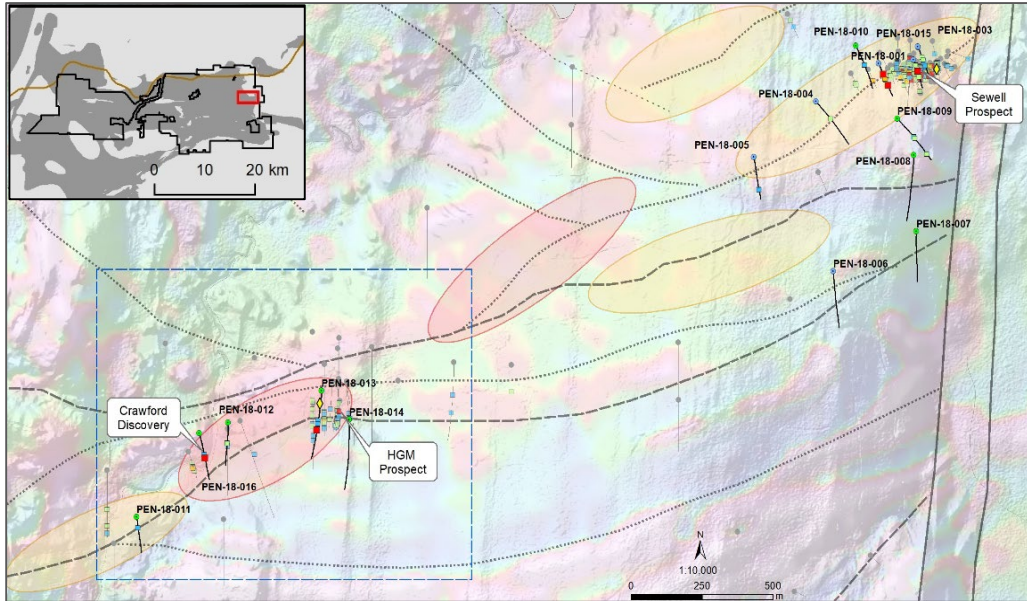 0 10 20 km
PEN-18-010
PEN-18-015
PEN-18-003
PEN-18-001
PEN-18-004
PEN-18-009
Sewell
Prospect
PEN-18-005
PEN-18-008
PEN-18-007
PEN-18-006
PEN-18-013
Crawford
Discovery
PEN-18-012
PEN-18-014
HGM
Prospect
PEN-18-016
PEN-18-011
N
1:10,000
0 250 500
m